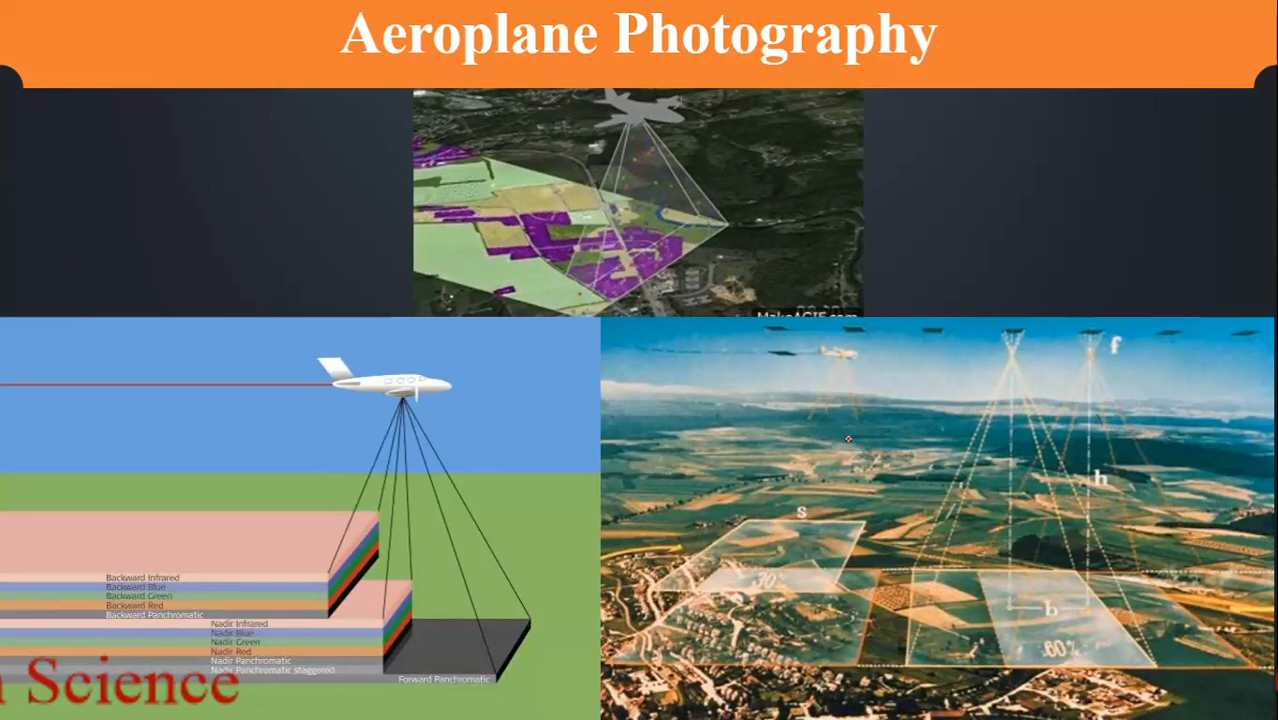 Aeroplane Photography
MakeAGIF.com
f
h
s
30%
b
60%
Backward Infrared
Backward Blue
Backward Green
Backward Red
Backward Panchromatic
Nadir Infrared
Nadir Blue
Nadir Green
Nadir Red
Nadir Panchromatic
Nadir Panchromatic staggered
Forward Panchromatic
n Science